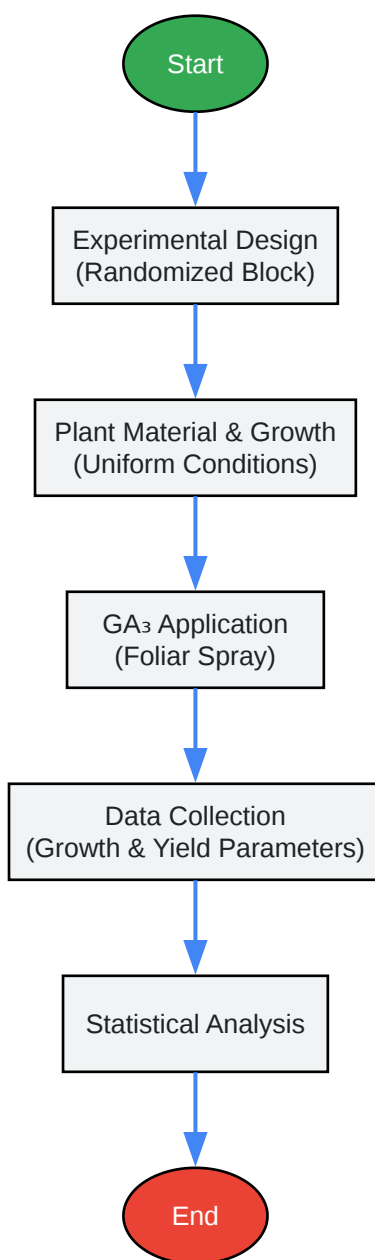 Start
Experimental Design
(Randomized Block)
Plant Material & Growth
(Uniform Conditions)
GA₃ Application
(Foliar Spray)
Data Collection
(Growth & Yield Parameters)
Statistical Analysis
End